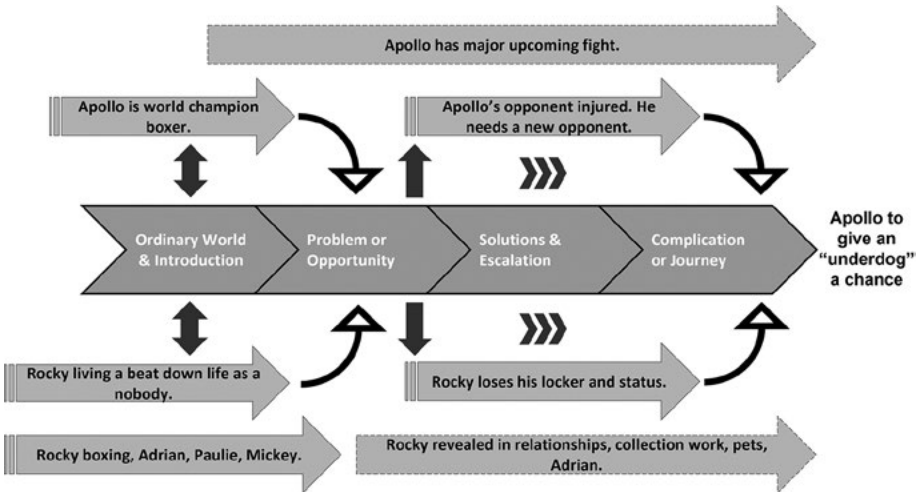 Apollo has major upcoming fight.
Apollo is world champion
boxer.
Apollo’s opponent injured. He
needs a new opponent.
Ordinary World
& Introduction
Problem or
Opportunity
Solutions &
Escalation
Complication
or Journey
Apollo to
give an
“underdog”
a chance
Rocky living a beat down life as a
nobody.
Rocky loses his locker and status.
Rocky boxing, Adrian, Paulie, Mickey.
Rocky revealed in relationships, collection work, pets,
Adrian.